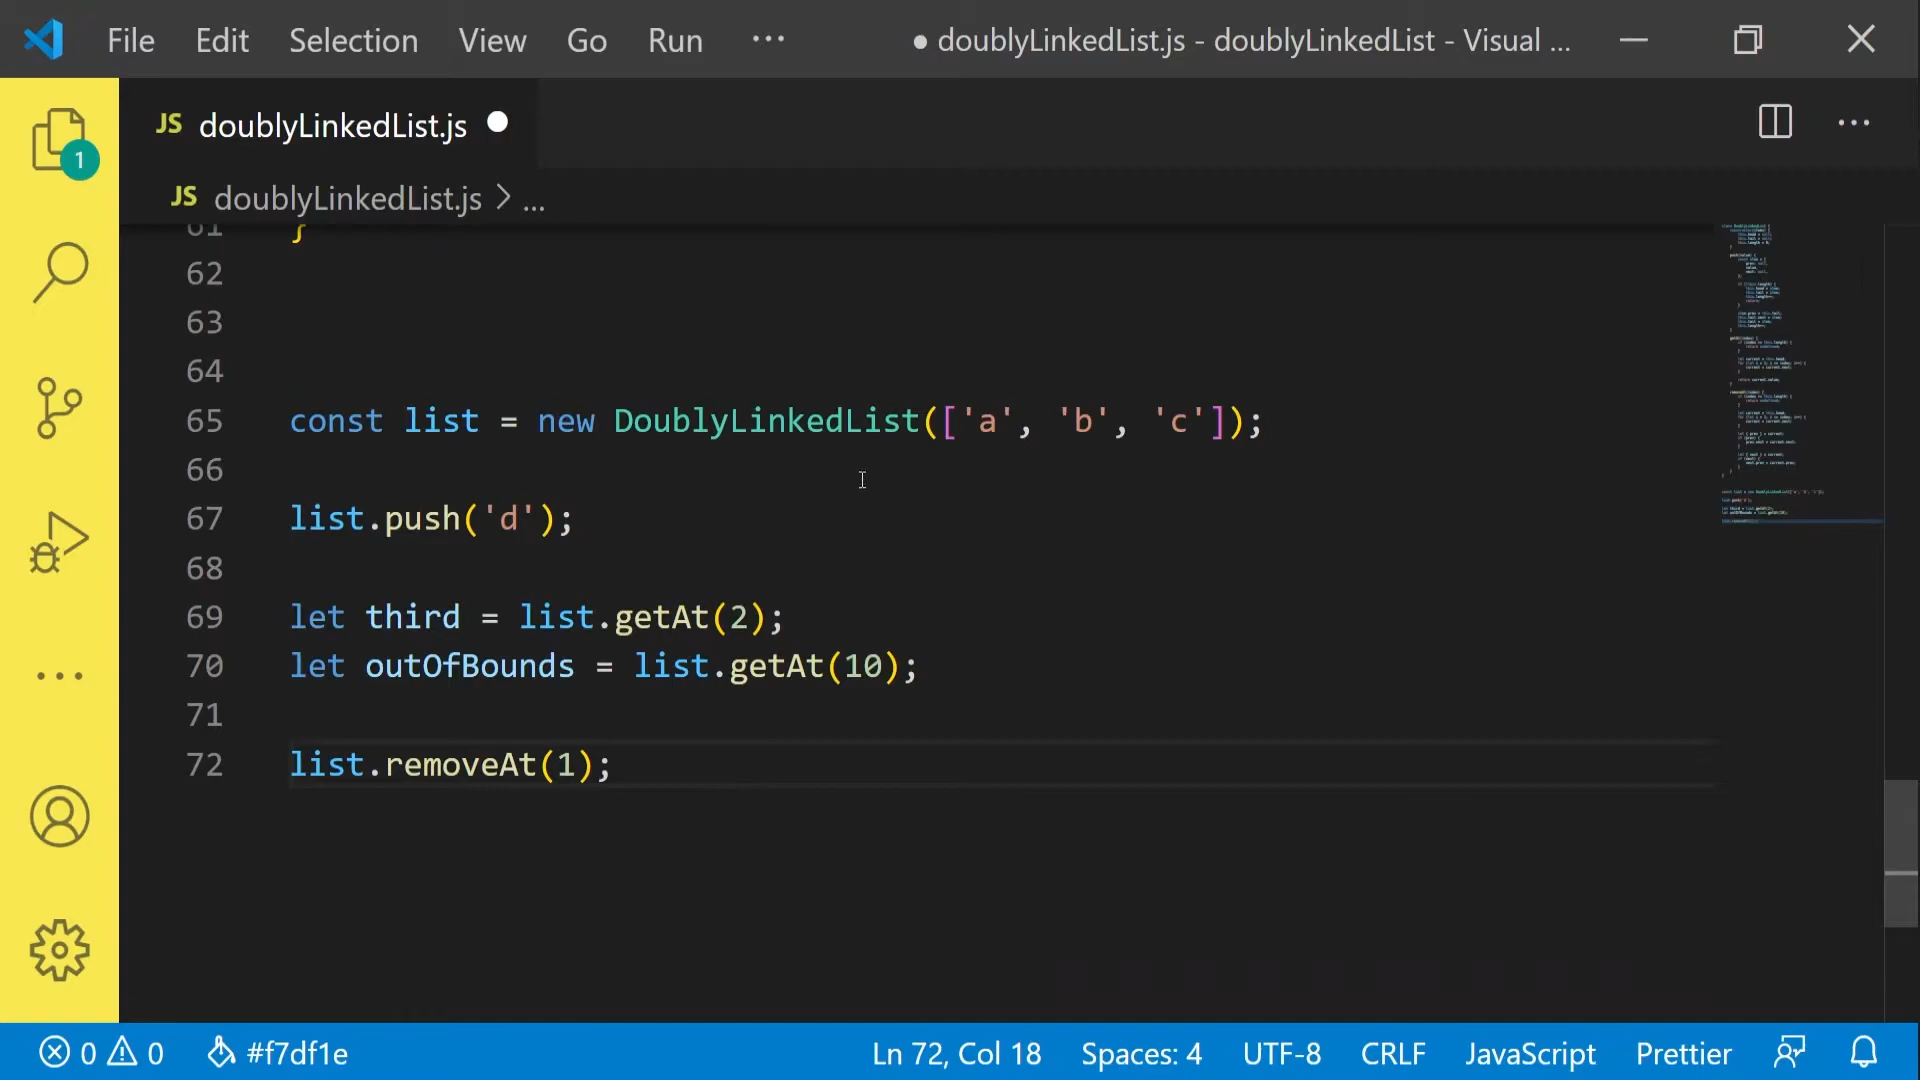 File Edit Selection View Go Run ··· ● doublyLinkedList.js - doublyLinkedList - Visual ...
JS doublyLinkedList.js ●
1
JS doublyLinkedList.js > ...
61 }
62
63
64
65 const list = new DoublyLinkedList(['a', 'b', 'c']);
66
67 list.push('d');
68
69 let third = list.getAt(2);
70 let outOfBounds = list.getAt(10);
71
72 list.removeAt(1);
0 0 #f7df1e Ln 72, Col 18 Spaces: 4 UTF-8 CRLF JavaScript Prettier